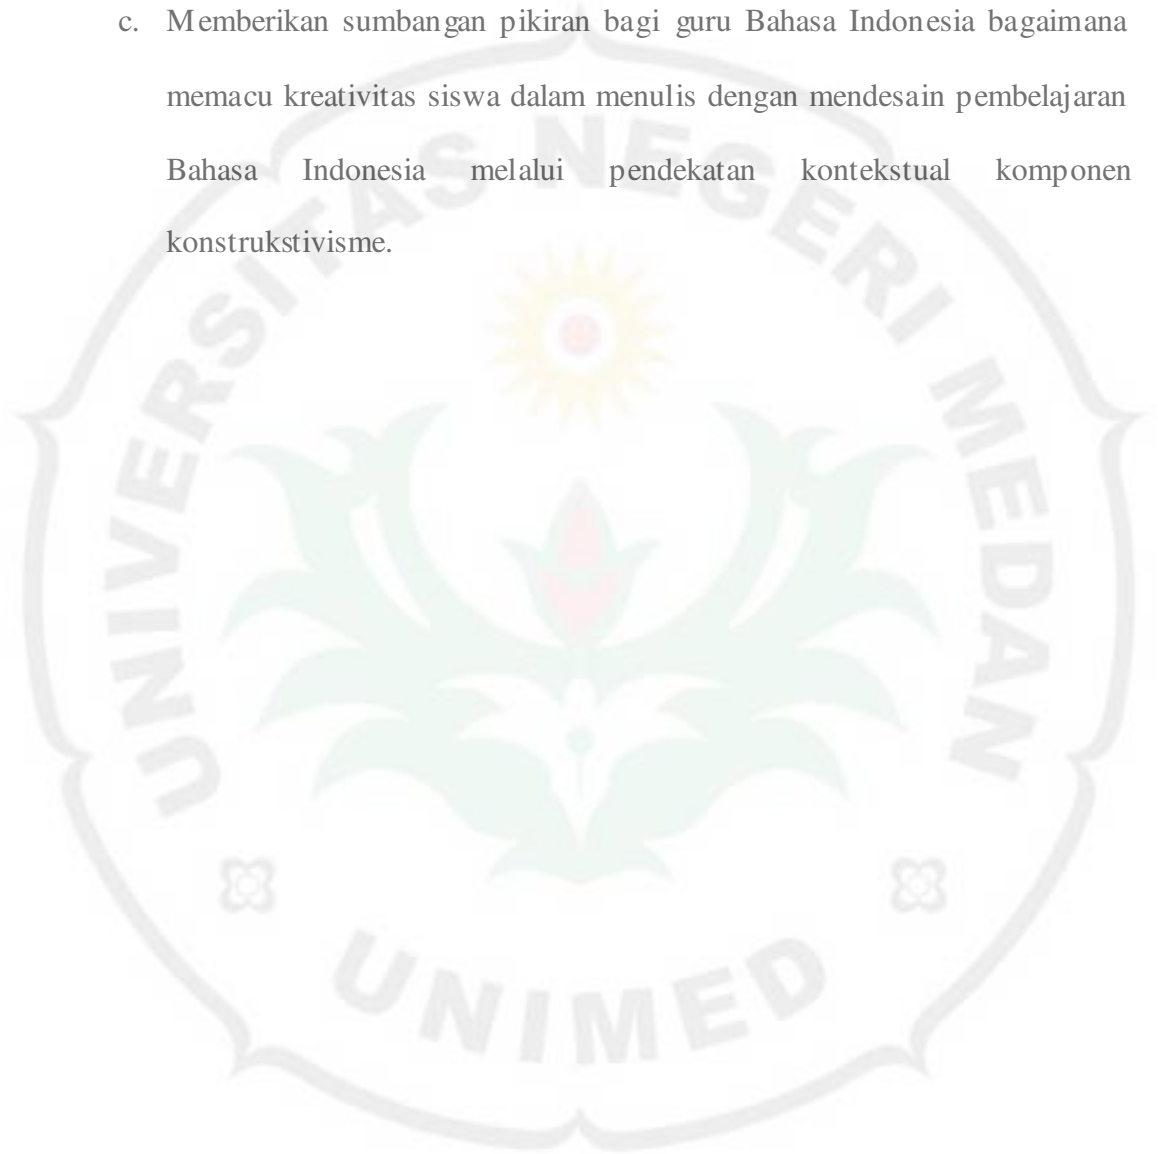 c. Memberikan sumbangan pikiran bagi guru Bahasa Indonesia bagaimana
memacu kreativitas siswa dalam menulis dengan mendesain pembelajaran
Bahasa Indonesia melalui pendekatan kontekstual komponen
konstrukstivisme.
UNIVERSITAS NEGERI MEDAN
UNIMED